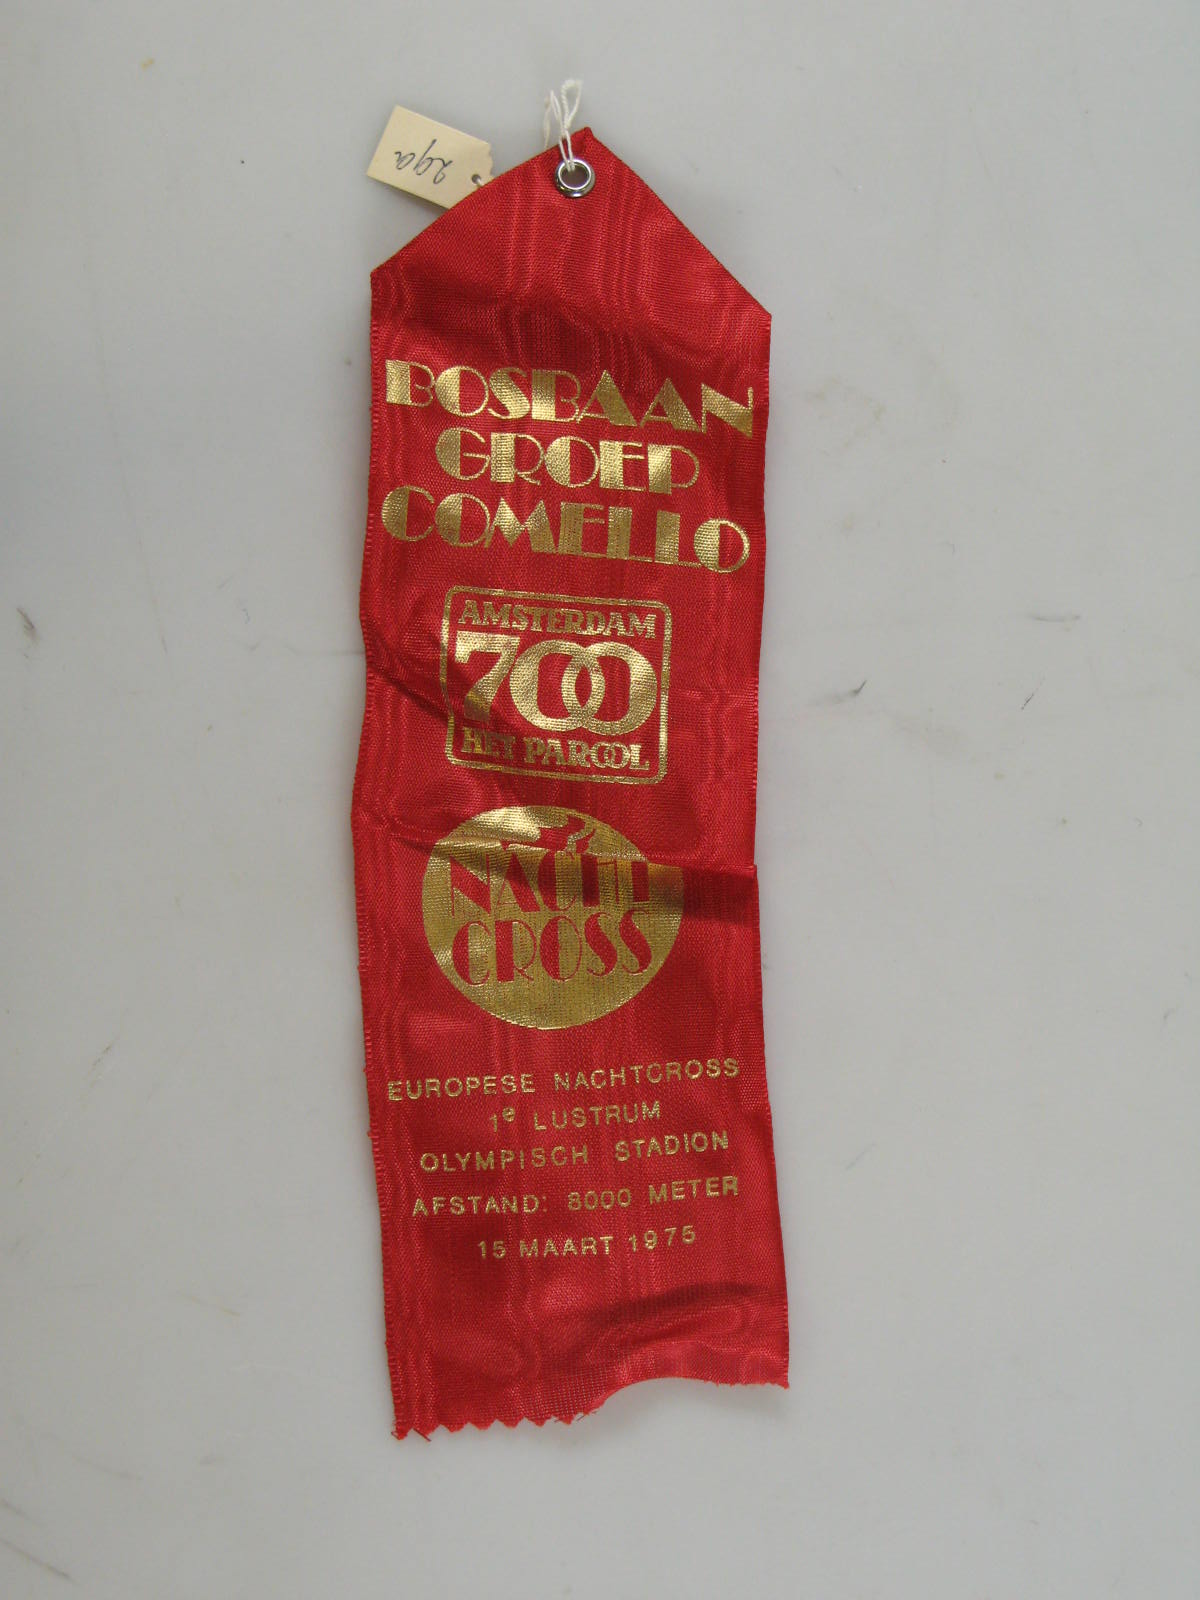 29a
BOSBAAN
GROEP
COMELLO
AMSTERDAM
700
HET PAROOL
NACHT
CROSS
EUROPESE NACHTCROSS
1e LUSTRUM
OLYMPISCH STADION
AFSTAND: 8000 METER
15 MAART 1975